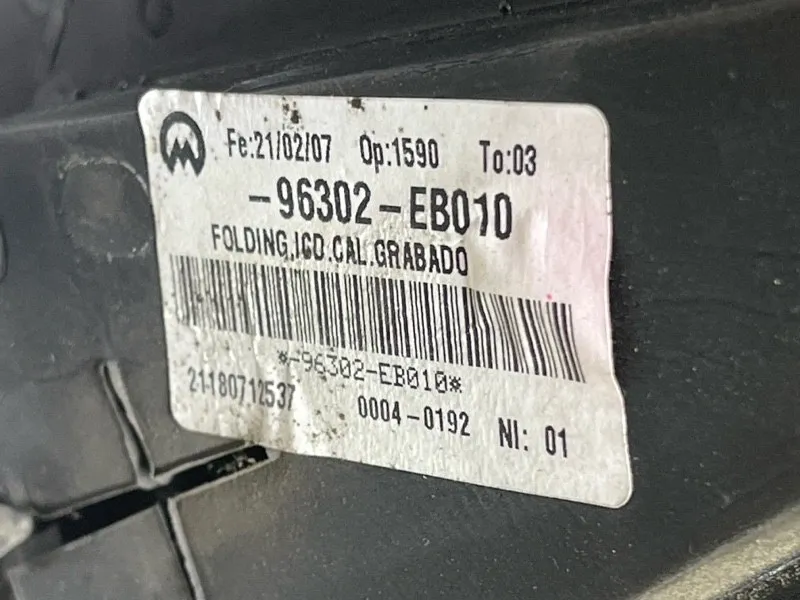 Fe:21/02/07 Op:1590 To:03
-96302-EB010
FOLDING.ICD.CAL.GRABADO
*-96302-EB010*
21180712537 0004-0192 NI: 01